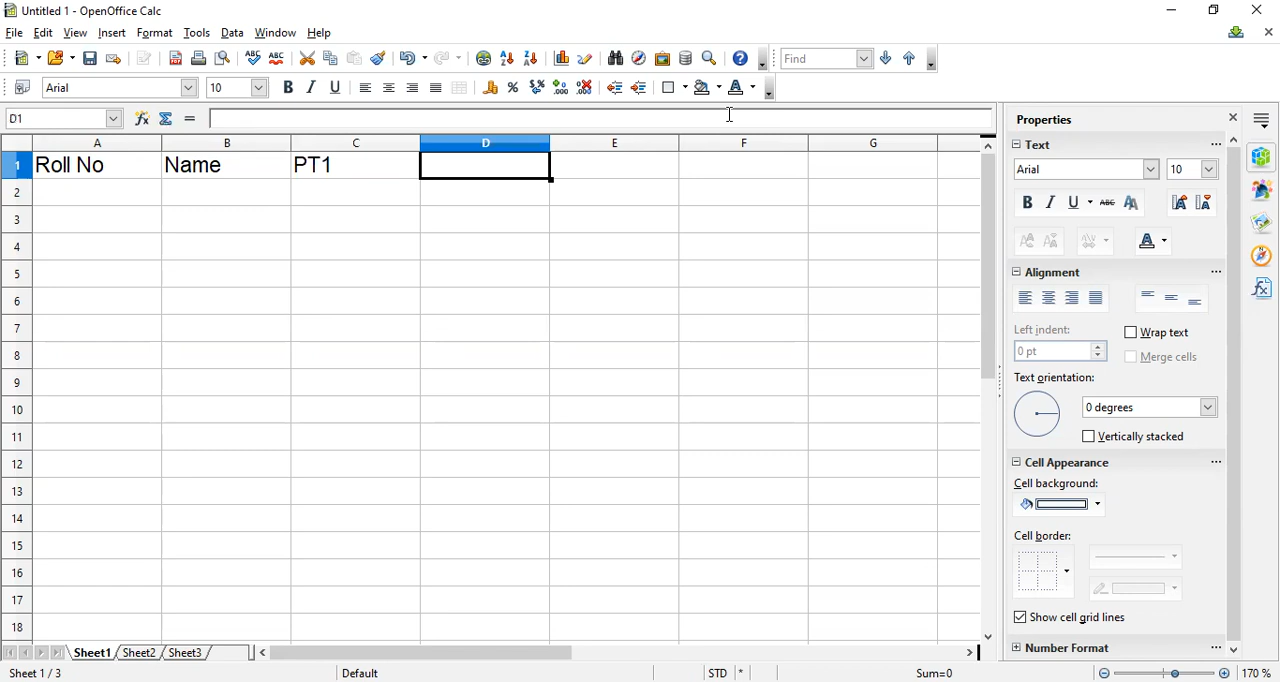 Untitled 1 - OpenOffice Calc
File Edit View Insert Format Tools Data Window Help
ABC ABC Find
Arial 10 B I U %
D1 =
A B C D E F G
1 Roll No Name PT1
2
3
4
5
6
7
8
9
10
11
12
13
14
15
16
17
18
Sheet1 Sheet2 Sheet3
Sheet 1 / 3 Default STD * Sum=0 170 %
Properties
Text
Arial 10
B I U ABC
Alignment
Left indent:
0 pt
Wrap text
Merge cells
Text orientation:
0 degrees
Vertically stacked
Cell Appearance
Cell background:
Cell border:
Show cell grid lines
Number Format